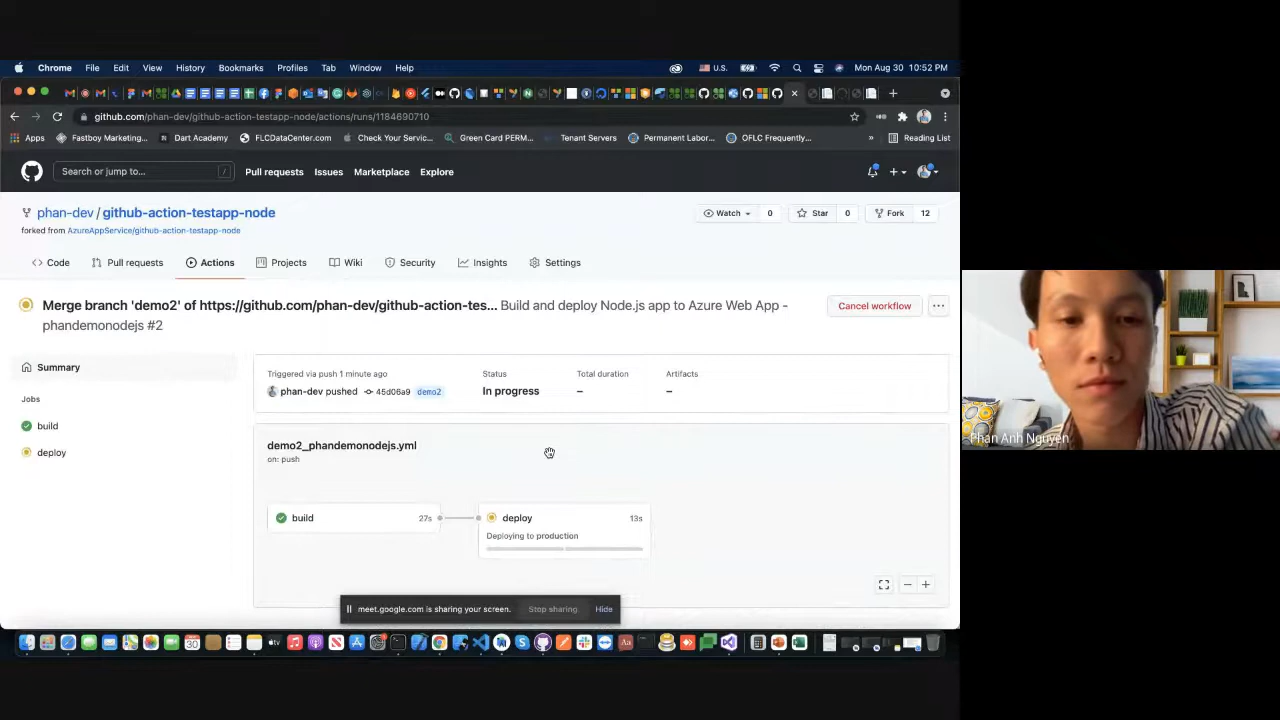 Chrome File Edit View History Bookmarks Profiles Tab Window Help
U.S.
Mon Aug 30 10:52 PM
github.com/phan-dev/github-action-testapp-node/actions/runs/1184690710
Apps
Fastboy Marketing...
Dart Academy
FLCDataCenter.com
Check Your Servic...
Green Card PERM...
Tenant Servers
Permanent Labor...
OFLC Frequently...
»
Reading List
Search or jump to...
/
Pull requests
Issues
Marketplace
Explore
phan-dev / github-action-testapp-node
Watch 0
Star 0
Fork 12
forked from AzureAppService/github-action-testapp-node
Code
Pull requests
Actions
Projects
Wiki
Security
Insights
Settings
Merge branch 'demo2' of https://github.com/phan-dev/github-action-tes... Build and deploy Node.js app to Azure Web App -
phandemonodejs #2
Cancel workflow
Summary
Jobs
build
deploy
Triggered via push 1 minute ago
phan-dev pushed 45d06a9 demo2
Status
In progress
Total duration
–
Artifacts
–
demo2_phandemonodejs.yml
on: push
build 27s
deploy 13s
Deploying to production
meet.google.com is sharing your screen.
Stop sharing
Hide
Phan Anh Nguyen